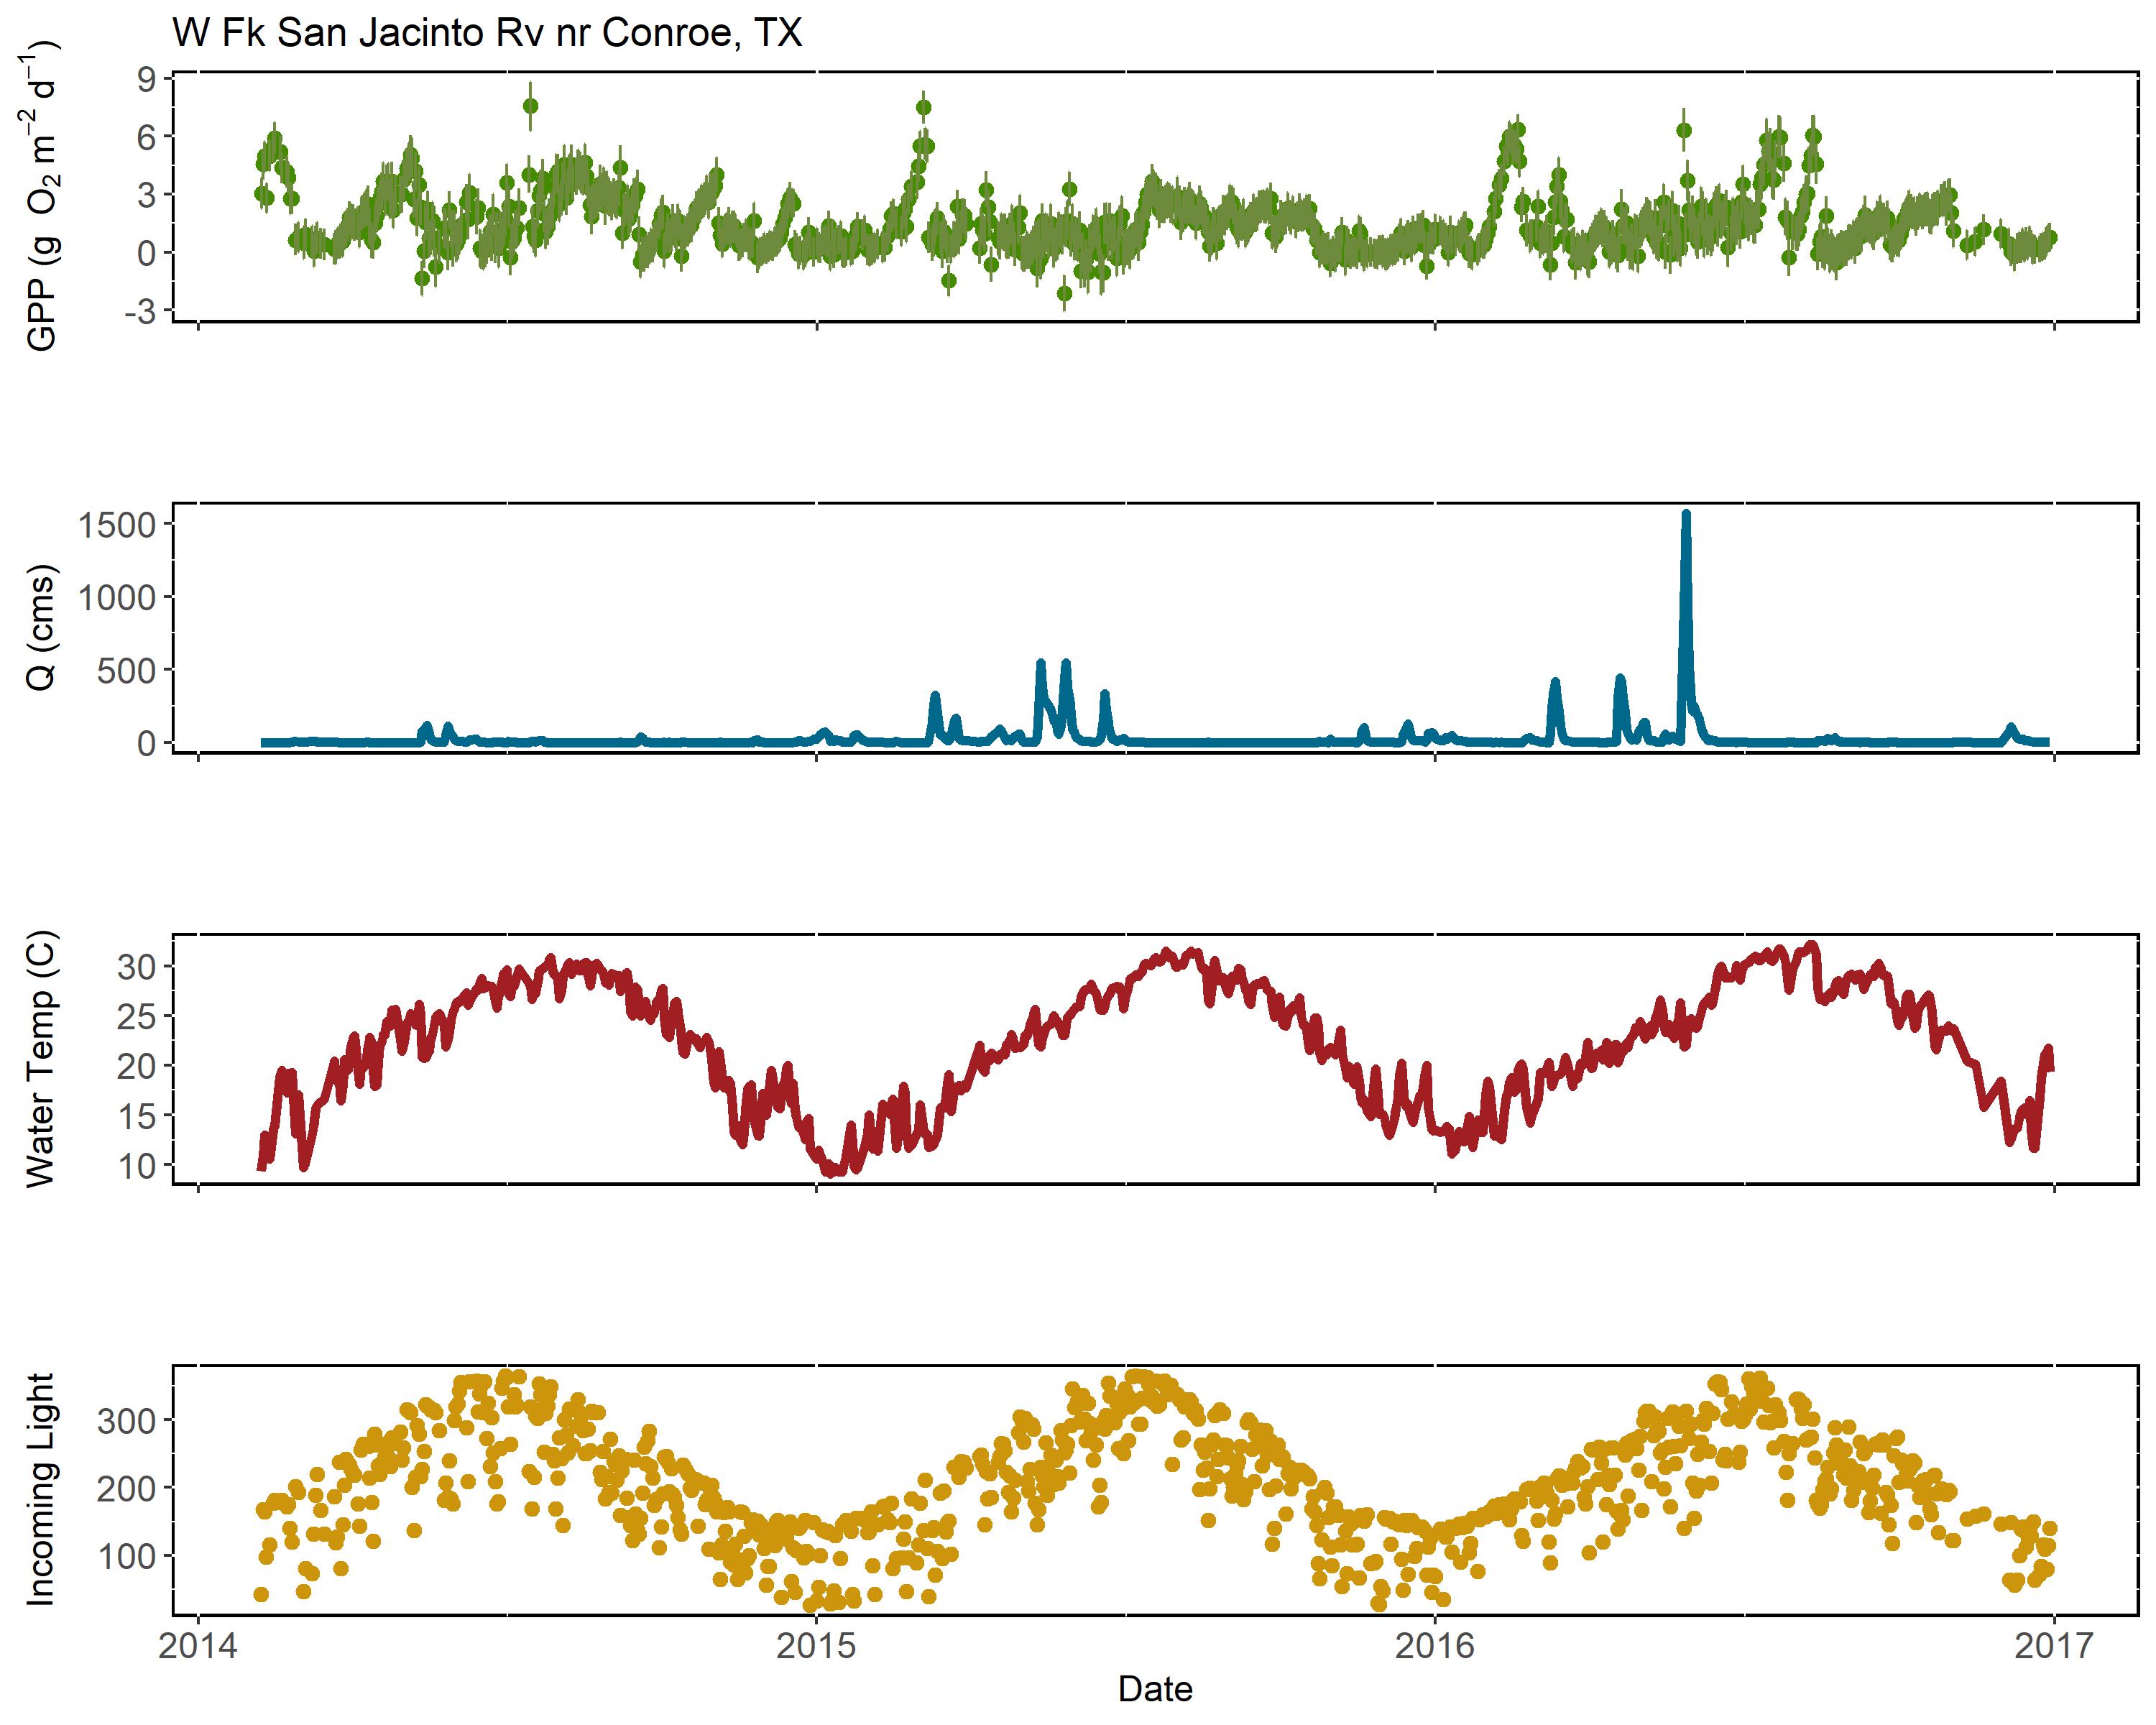 W Fk San Jacinto Rv nr Conroe, TX
GPP (g O₂ m⁻² d⁻¹)
9
6
3
0
-3
Q (cms)
1500
1000
500
0
Water Temp (C)
30
25
20
15
10
Incoming Light
300
200
100
2014 2015 2016 2017
Date